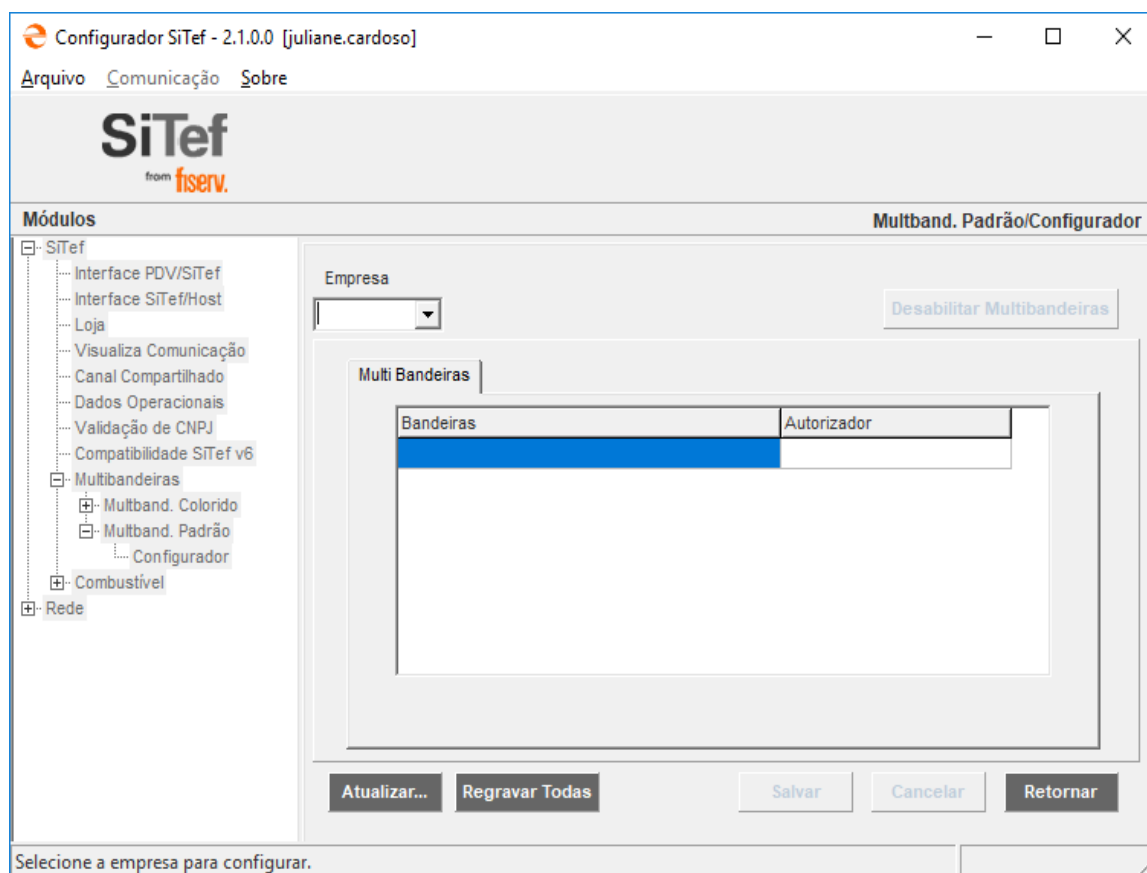 Configurador SiTef - 2.1.0.0 [juliane.cardoso]
Arquivo Comunicação Sobre
SiTef
from fiserv.
Módulos
Multband. Padrão/Configurador
SiTef
Interface PDV/SiTef
Interface SiTef/Host
Loja
Visualiza Comunicação
Canal Compartilhado
Dados Operacionais
Validação de CNPJ
Compatibilidade SiTef v6
Multibandeiras
Multband. Colorido
Multband. Padrão
Configurador
Combustível
Rede
Empresa
Desabilitar Multibandeiras
Multi Bandeiras
Bandeiras Autorizador
Atualizar... Regravar Todas Salvar Cancelar Retornar
Selecione a empresa para configurar.